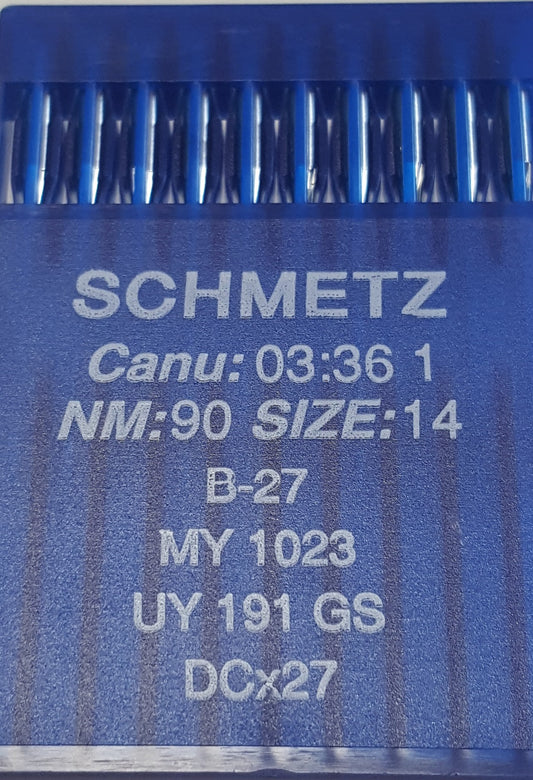 SCHMETZ
Canu: 03:36 1
NM:90 SIZE:14
B-27
MY 1023
UY 191 GS
DCx27